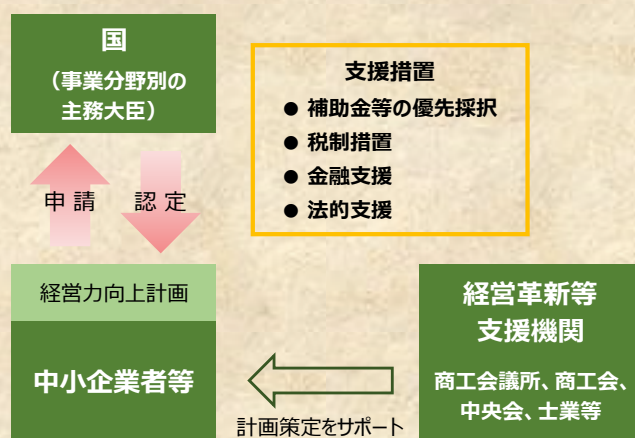 国
（事業分野別の
主務大臣）
支援措置
● 補助金等の優先採択
● 税制措置
● 金融支援
● 法的支援
申 請
認 定
経営力向上計画
中小企業者等
経営革新等
支援機関
商工会議所、商工会、
中央会、士業等
計画策定をサポート